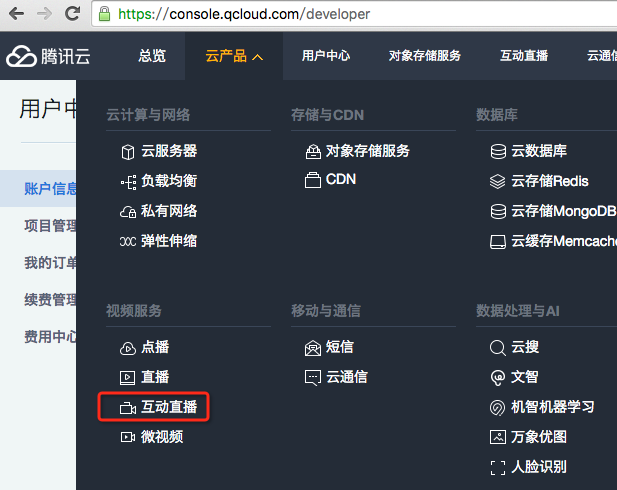 https://console.qcloud.com/developer
腾讯云 总览 云产品 用户中心 对象存储服务 互动直播 云通信
用户中
账户信息
项目管理
我的订单
续费管理
费用中心
云计算与网络
云服务器
负载均衡
私有网络
弹性伸缩
存储与CDN
对象存储服务
CDN
数据库
云数据库
云存储Redis
云存储MongoDB
云缓存Memcache
视频服务
点播
直播
互动直播
微视频
移动与通信
短信
云通信
数据处理与AI
云搜
文智
机智机器学习
万象优图
人脸识别